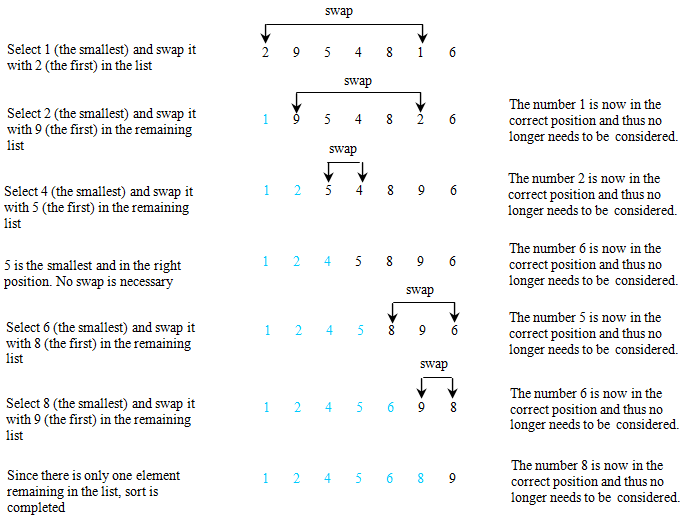 swap
Select 1 (the smallest) and swap it
with 2 (the first) in the list
2 9 5 4 8 1 6
swap
Select 2 (the smallest) and swap it
with 9 (the first) in the remaining
list
1 9 5 4 8 2 6
The number 1 is now in the
correct position and thus no
longer needs to be considered.
swap
Select 4 (the smallest) and swap it
with 5 (the first) in the remaining
list
1 2 5 4 8 9 6
The number 2 is now in the
correct position and thus no
longer needs to be considered.
5 is the smallest and in the right
position. No swap is necessary
1 2 4 5 8 9 6
The number 6 is now in the
correct position and thus no
longer needs to be considered.
swap
Select 6 (the smallest) and swap it
with 8 (the first) in the remaining
list
1 2 4 5 8 9 6
The number 5 is now in the
correct position and thus no
longer needs to be considered.
swap
Select 8 (the smallest) and swap it
with 9 (the first) in the remaining
list
1 2 4 5 6 9 8
The number 6 is now in the
correct position and thus no
longer needs to be considered.
Since there is only one element
remaining in the list, sort is
completed
1 2 4 5 6 8 9
The number 8 is now in the
correct position and thus no
longer needs to be considered.